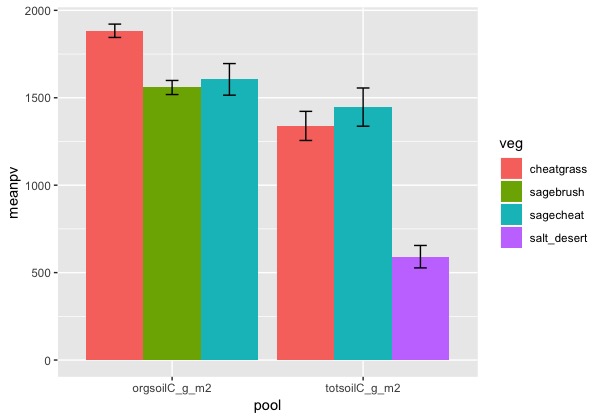 2000
1500
1000
500
0
meanpv
orgsoilC_g_m2
totsoilC_g_m2
pool
veg
cheatgrass
sagebrush
sagecheat
salt_desert